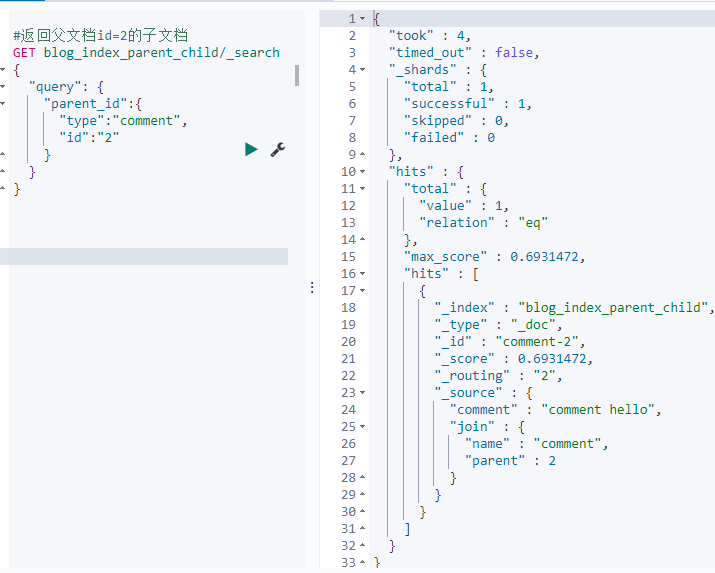 #返回父文档id=2的子文档
GET blog_index_parent_child/_search
{
"query": {
"parent_id":{
"type":"comment",
"id":"2"
}
}
}
1 {
2 "took" : 4,
3 "timed_out" : false,
4 "_shards" : {
5 "total" : 1,
6 "successful" : 1,
7 "skipped" : 0,
8 "failed" : 0
9 },
10 "hits" : {
11 "total" : {
12 "value" : 1,
13 "relation" : "eq"
14 },
15 "max_score" : 0.6931472,
16 "hits" : [
17 {
18 "_index" : "blog_index_parent_child",
19 "_type" : "_doc",
20 "_id" : "comment-2",
21 "_score" : 0.6931472,
22 "_routing" : "2",
23 "_source" : {
24 "comment" : "comment hello",
25 "join" : {
26 "name" : "comment",
27 "parent" : 2
28 }
29 }
30 }
31 ]
32 }
33 }